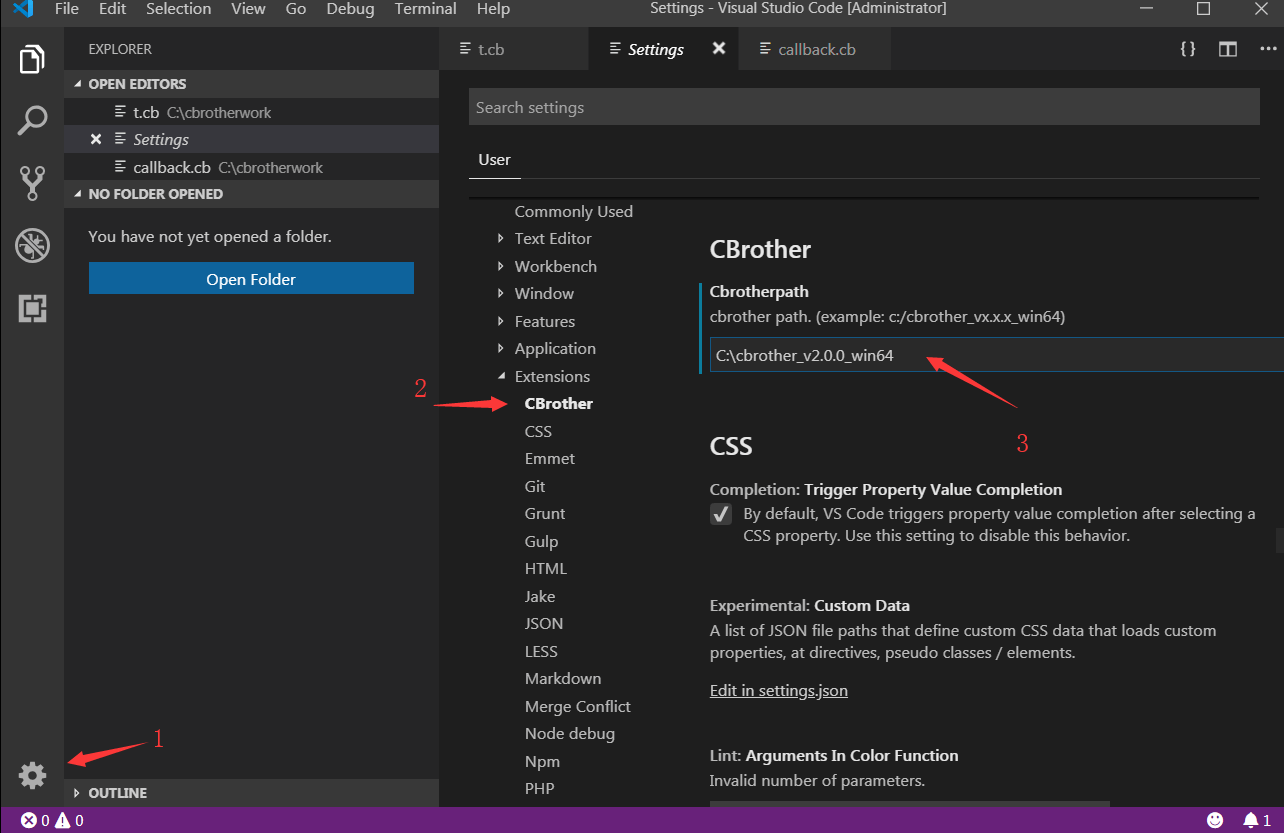 File Edit Selection View Go Debug Terminal Help
Settings - Visual Studio Code [Administrator]
EXPLORER
OPEN EDITORS
t.cb C:\cbrotherwork
Settings
callback.cb C:\cbrotherwork
NO FOLDER OPENED
You have not yet opened a folder.
Open Folder
OUTLINE
t.cb
Settings
callback.cb
Search settings
User
Commonly Used
Text Editor
Workbench
Window
Features
Application
Extensions
CBrother
CSS
Emmet
Git
Grunt
Gulp
HTML
Jake
JSON
LESS
Markdown
Merge Conflict
Node debug
Npm
PHP
CBrother
Cbrotherpath
cbrother path. (example: c:/cbrother_vx.x.x_win64)
C:\cbrother_v2.0.0_win64
CSS
Completion: Trigger Property Value Completion
By default, VS Code triggers property value completion after selecting a
CSS property. Use this setting to disable this behavior.
Experimental: Custom Data
A list of JSON file paths that define custom CSS data that loads custom
properties, at directives, pseudo classes / elements.
Edit in settings.json
Lint: Arguments In Color Function
Invalid number of parameters.
1
2
3
0 0
1